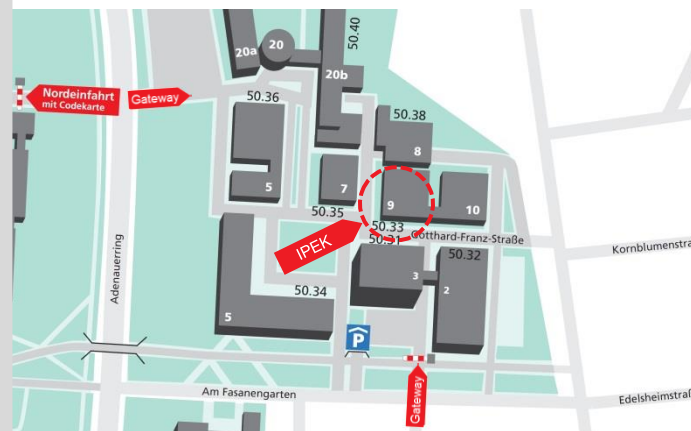 50.40
20
20a
20b
Nordeinfahrt
mit Codekarte
Gateway
50.36
50.38
8
5
7
9
10
50.35
50.33
Gotthard-Franz-Straße
50.31
IPEK
Kornblumenstra
50.32
3
2
50.34
5
Adenauerring
P
Am Fasanengarten
Gateway
Edelsheimstraß